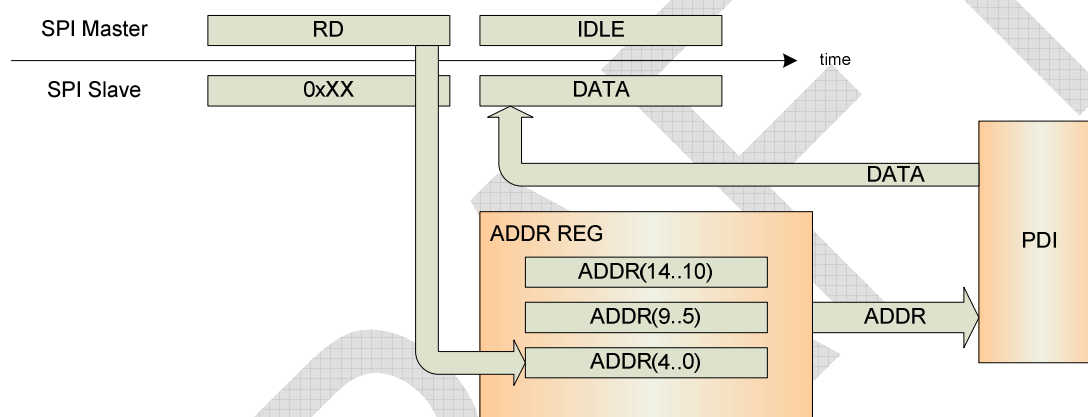 SPI Master RD IDLE
time
SPI Slave 0xXX DATA
DATA
ADDR REG
PDI
ADDR(14..10)
ADDR(9..5) ADDR
ADDR(4..0)